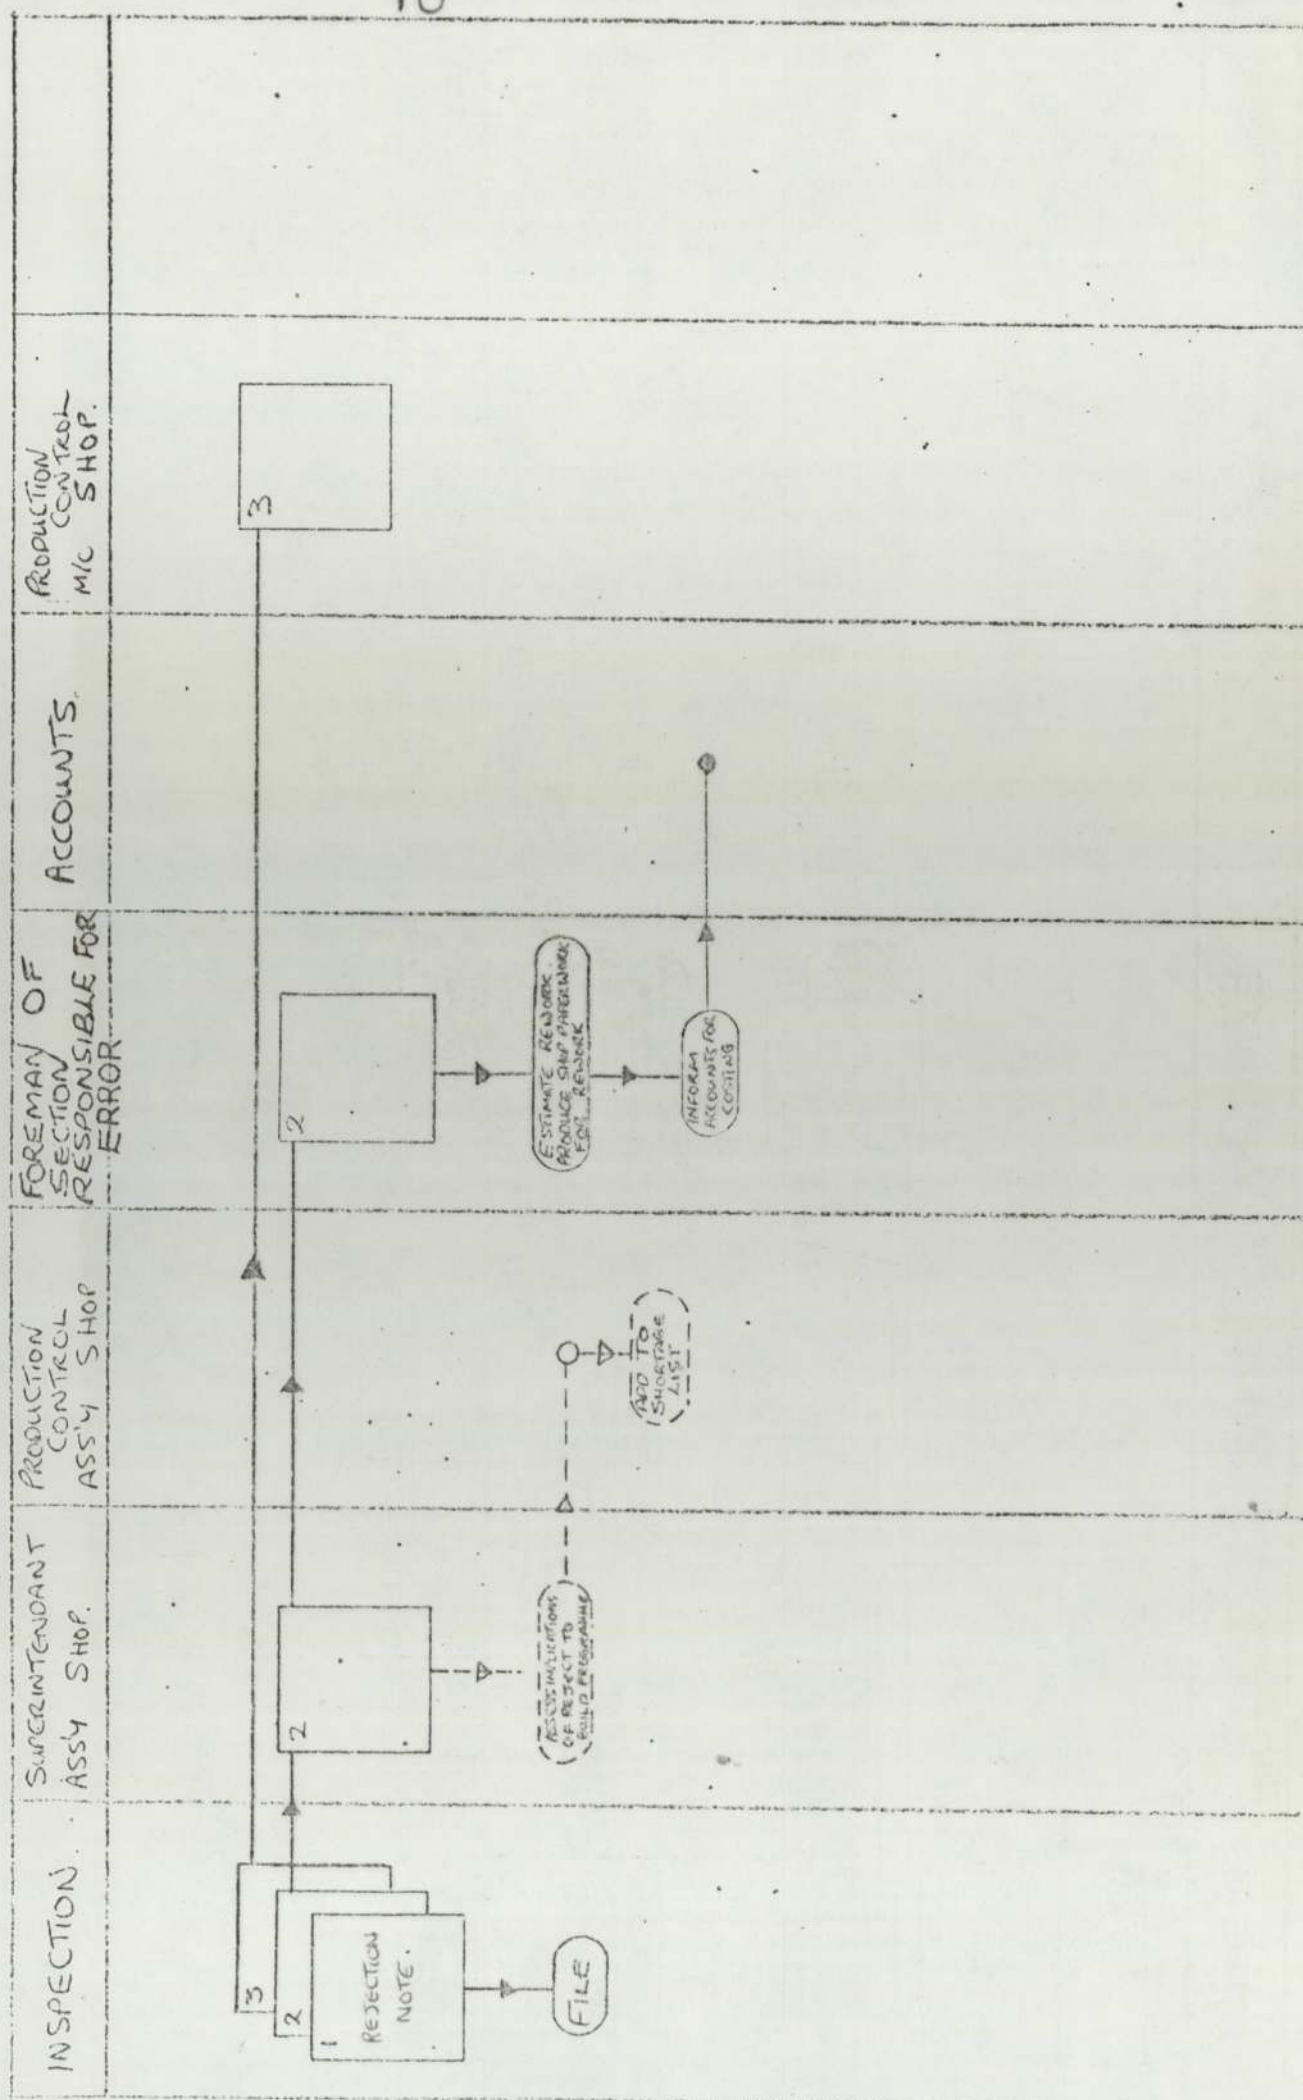 INSPECTION.
SUPERINTENDANT
ASS'Y SHOP.
PRODUCTION
CONTROL
ASS'Y SHOP
FOREMAN OF
SECTION
RESPONSIBLE FOR
ERROR
ACCOUNTS.
PRODUCTION
CONTROL
M/C SHOP.
3
2
1
REJECTION
NOTE.
FILE
2
ASSESS IMPLICATIONS
OF REJECT TO
BUILD PROGRAMME
ADD TO
SHORTAGE
LIST
2
ESTIMATE REWORK.
PRODUCE SHOP PAPERWORK
FOR REWORK
INFORM
ACCOUNTS FOR
COSTING
3